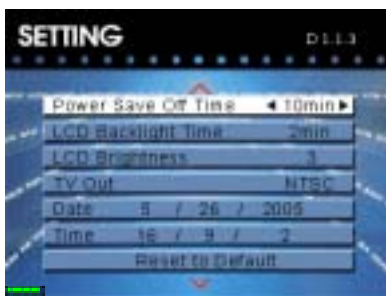 SETTING D1.1.3
Power Save Off Time ◀ 10min ▶
LCD Backlight Time 2min
LCD Brightness 3
TV Out NTSC
Date 5 / 26 / 2005
Time 16 / 9 / 2
Reset to Default